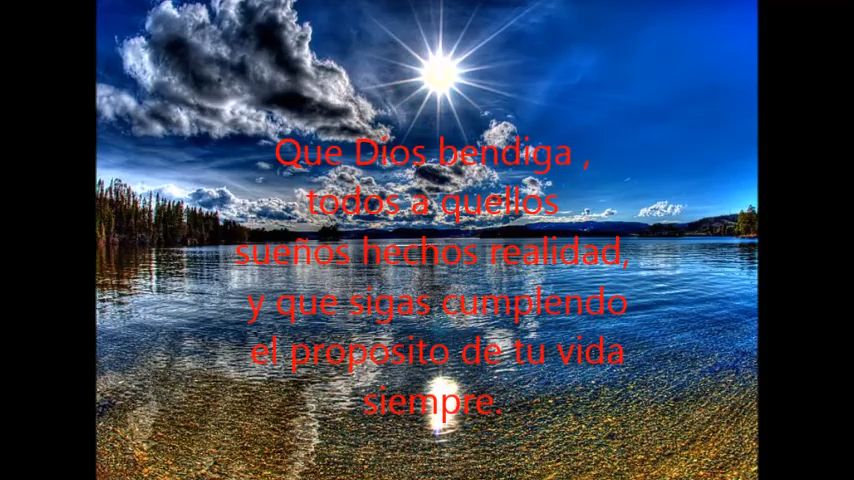 Que Dios bendiga ,
todos a quellos
sueños hechos realidad,
y que sigas cumplendo
el proposito de tu vida
siempre.